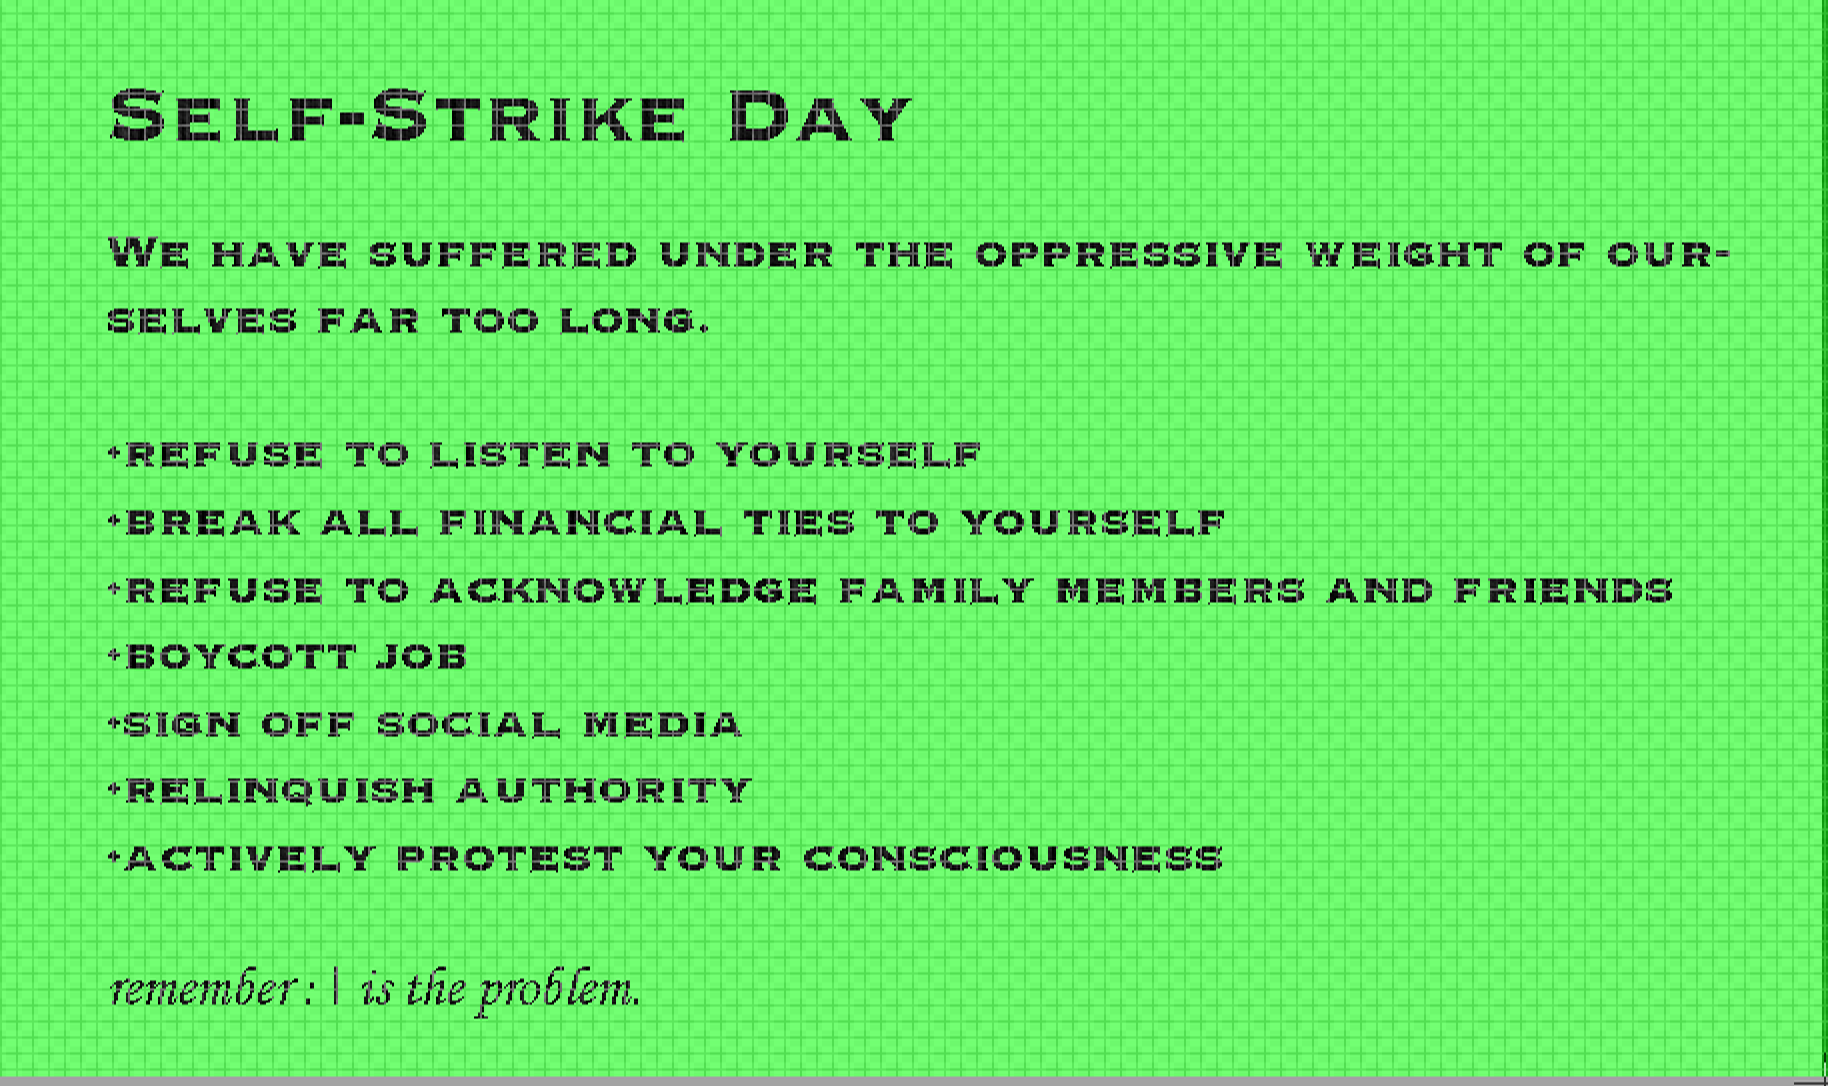 Self-Strike Day
We have suffered under the oppressive weight of our-
selves far too long.
+refuse to listen to yourself
+break all financial ties to yourself
+refuse to acknowledge family members and friends
+boycott job
+sign off social media
+relinquish authority
+actively protest your consciousness
remember: | is the problem.